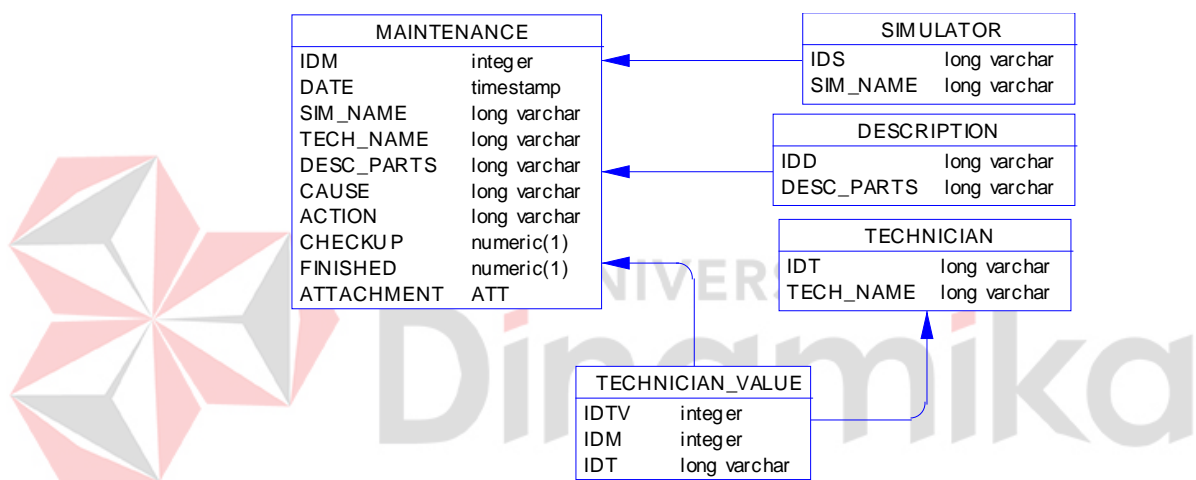 MAINTENANCE
IDM integer
DATE timestamp
SIM_NAME long varchar
TECH_NAME long varchar
DESC_PARTS long varchar
CAUSE long varchar
ACTION long varchar
CHECKUP numeric(1)
FINISHED numeric(1)
ATTACHMENT ATT
SIMULATOR
IDS long varchar
SIM_NAME long varchar
DESCRIPTION
IDD long varchar
DESC_PARTS long varchar
TECHNICIAN
IDT long varchar
TECH_NAME long varchar
TECHNICIAN_VALUE
IDTV integer
IDM integer
IDT long varchar
NIVERS
Dinamika